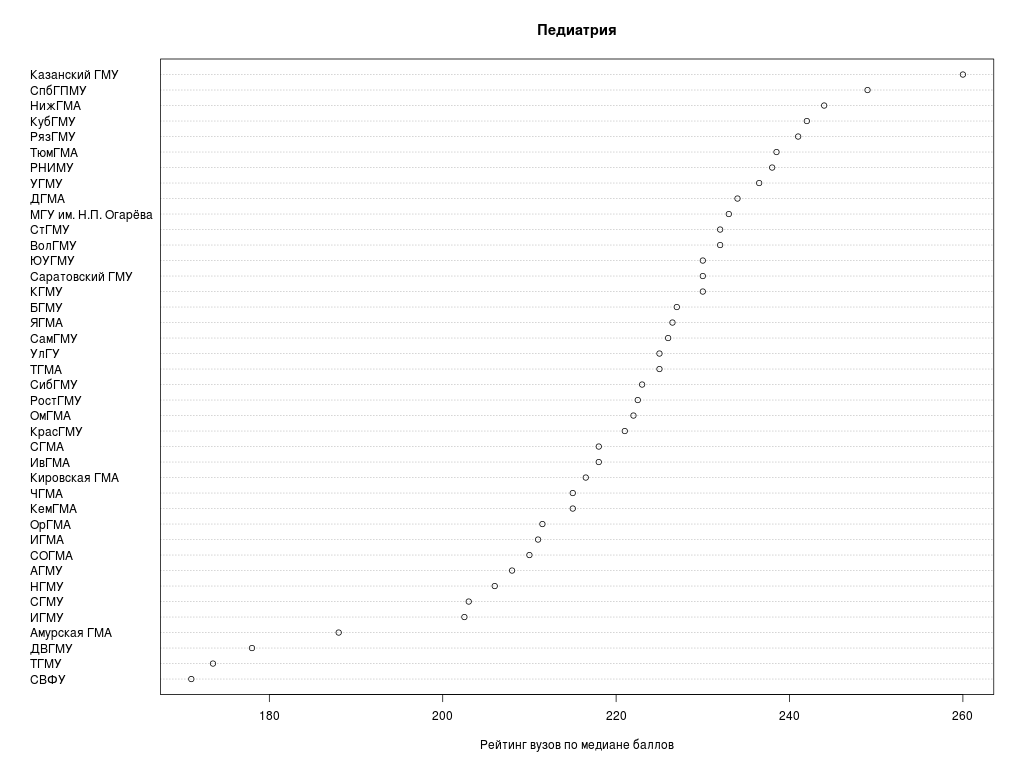 Педиатрия
Казанский ГМУ
СпбГПМУ
НижГМА
КубГМУ
РязГМУ
ТюмГМА
РНИМУ
УГМУ
ДГМА
МГУ им. Н.П. Огарёва
СтГМУ
ВолГМУ
ЮУГМУ
Саратовский ГМУ
КГМУ
БГМУ
ЯГМА
СамГМУ
УлГУ
ТГМА
СибГМУ
РостГМУ
ОмГМА
КрасГМУ
СГМА
ИвГМА
Кировская ГМА
ЧГМА
КемГМА
ОрГМА
ИГМА
СОГМА
АГМУ
НГМУ
СГМУ
ИГМУ
Амурская ГМА
ДВГМУ
ТГМУ
СВФУ
180 200 220 240 260
Рейтинг вузов по медиане баллов